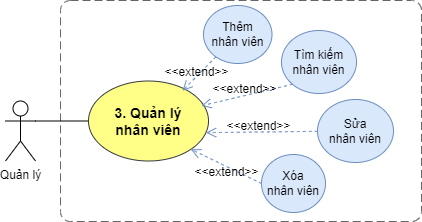 Thêm
nhân viên
Tìm kiếm
nhân viên
<<extend>>
<<extend>>
3. Quản lý
nhân viên
Sửa
nhân viên
<<extend>>
Quản lý
<<extend>>
Xóa
nhân viên